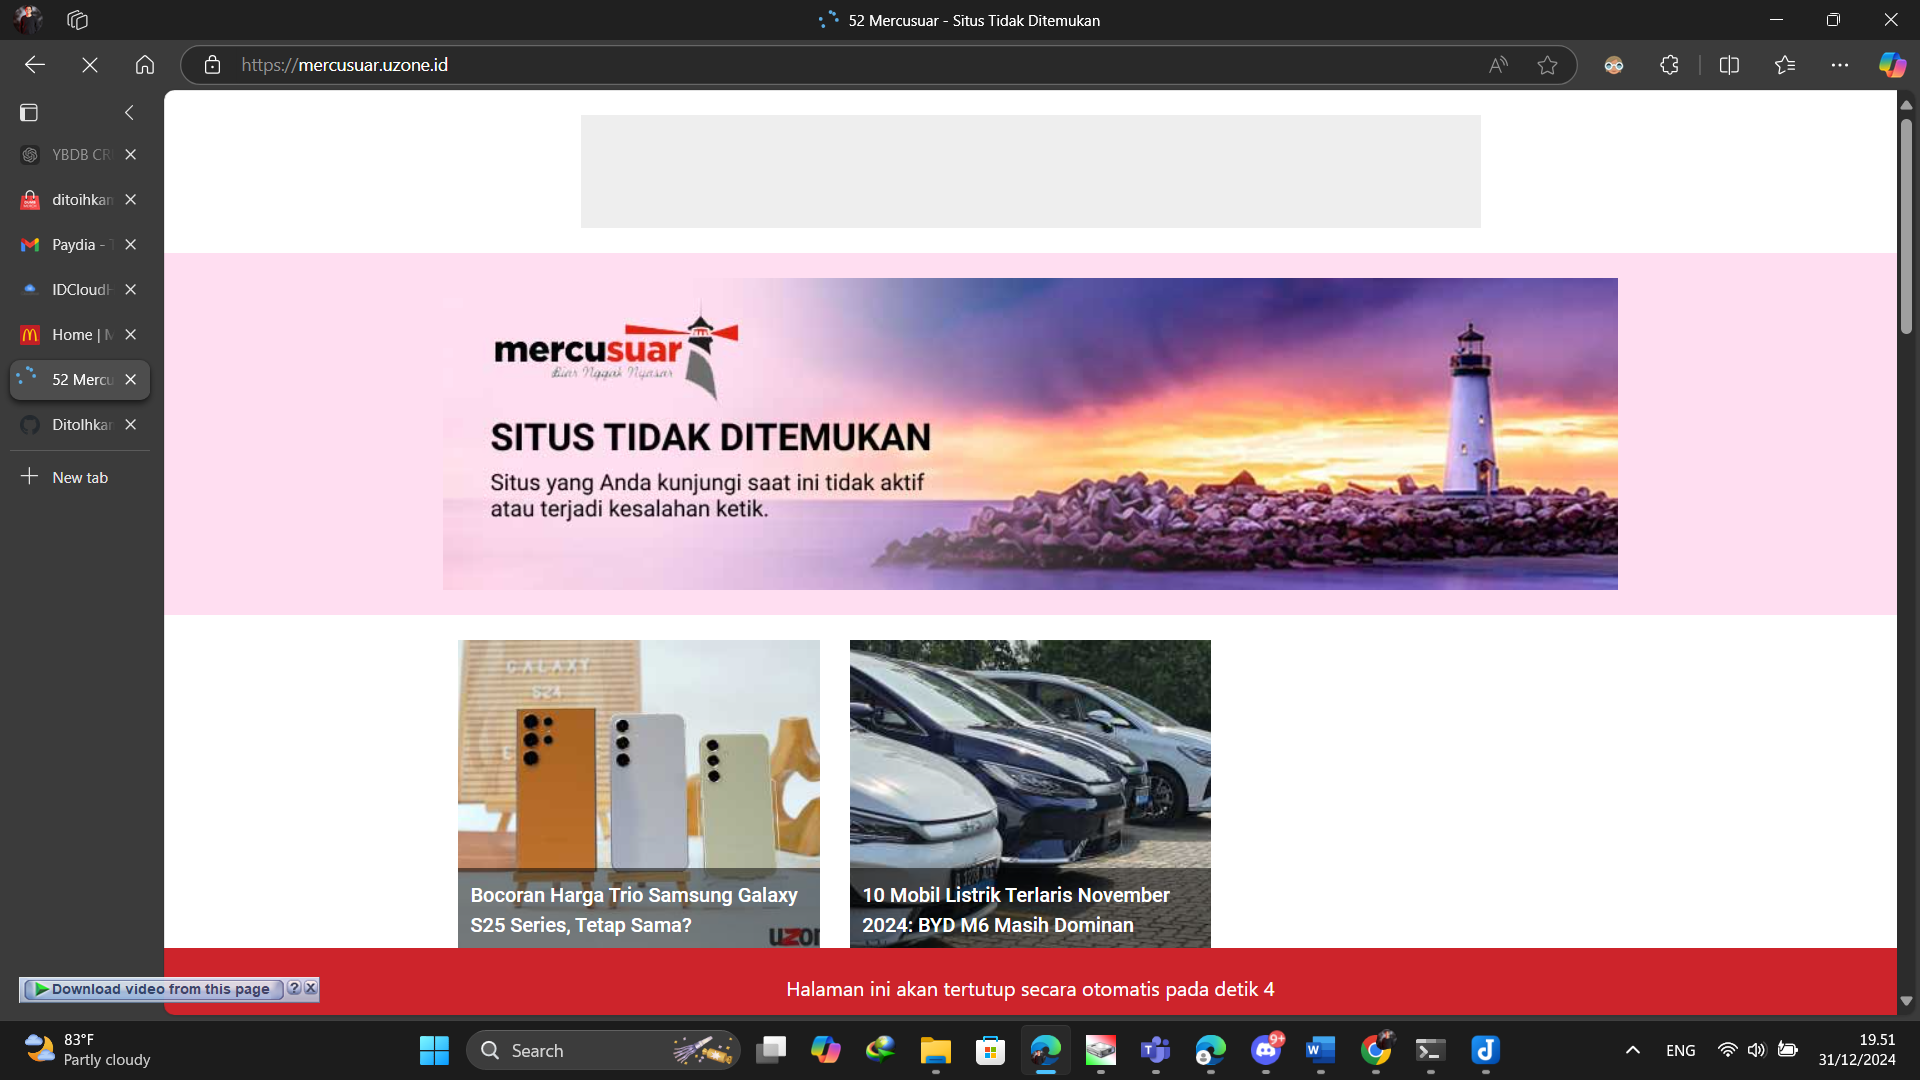 52 Mercusuar - Situs Tidak Ditemukan
https://mercusuar.uzone.id
YBDB CR
ditoihkan
Paydia - T
IDCloudH
Home | M
52 Mercu
DitoIhkan
New tab
mercusuar
Biar Nggak Nyasar
SITUS TIDAK DITEMUKAN
Situs yang Anda kunjungi saat ini tidak aktif
atau terjadi kesalahan ketik.
GALAXY
S24
Bocoran Harga Trio Samsung Galaxy
S25 Series, Tetap Sama?
uzon
10 Mobil Listrik Terlaris November
2024: BYD M6 Masih Dominan
Download video from this page
Halaman ini akan tertutup secara otomatis pada detik 4
83°F
Partly cloudy
Search
9+
ENG
19.51
31/12/2024